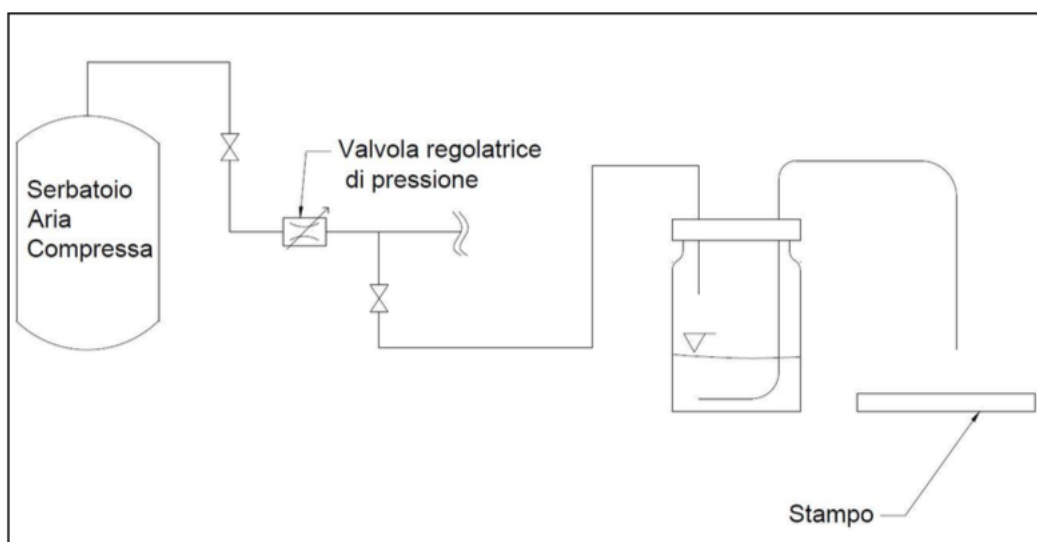 Serbatoio
Aria
Compressa
Valvola regolatrice
di pressione
Stampo